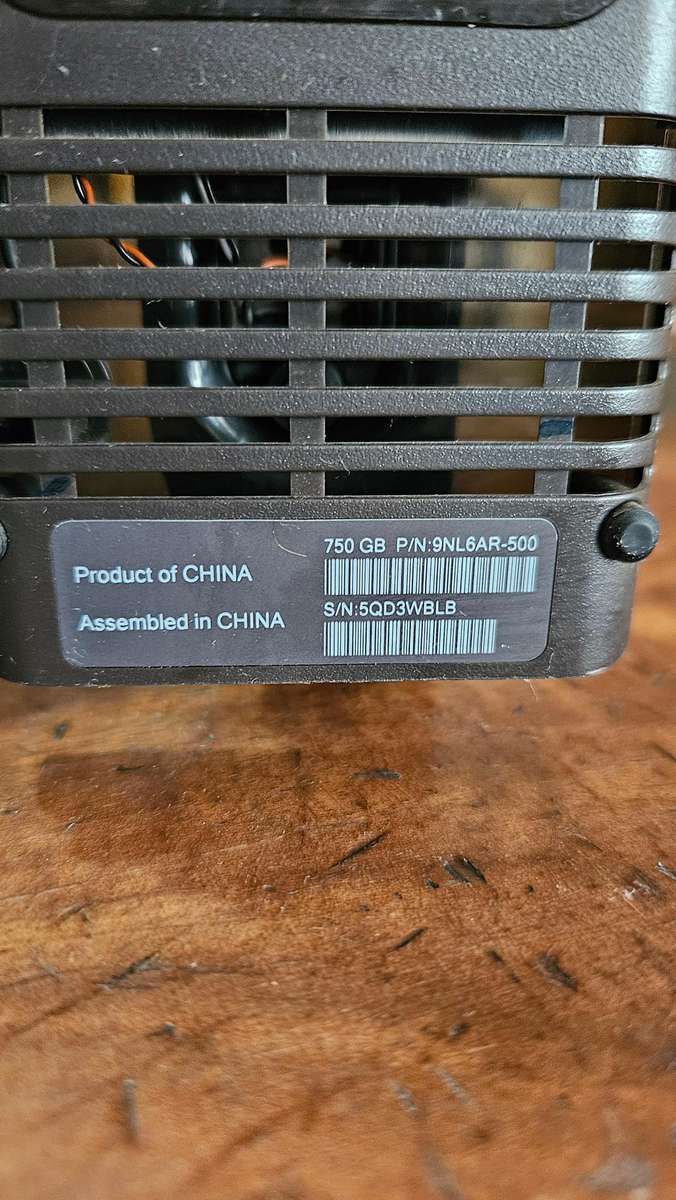 750 GB P/N:9NL6AR-500
Product of CHINA
S/N:5QD3WBLB
Assembled in CHINA